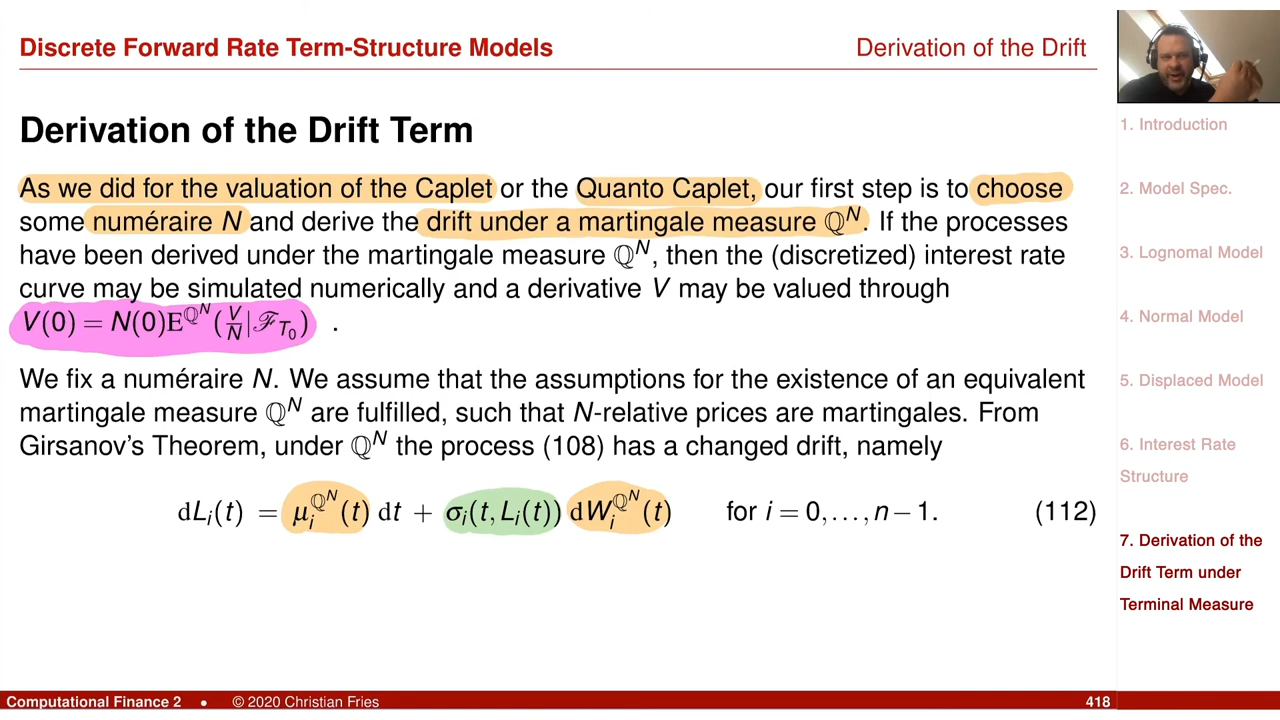 Discrete Forward Rate Term-Structure Models
Derivation of the Drift
Derivation of the Drift Term
As we did for the valuation of the Caplet or the Quanto Caplet, our first step is to choose
some numéraire N and derive the drift under a martingale measure ℚᴺ. If the processes
have been derived under the martingale measure ℚᴺ, then the (discretized) interest rate
curve may be simulated numerically and a derivative V may be valued through
V(0) = N(0)E^{ℚ^N}(V/N|ℱ_{T_0}) .
We fix a numéraire N. We assume that the assumptions for the existence of an equivalent
martingale measure ℚᴺ are fulfilled, such that N-relative prices are martingales. From
Girsanov's Theorem, under ℚᴺ the process (108) has a changed drift, namely
dL_i(t) = μ_i^{ℚ^N}(t) dt + σ_i(t, L_i(t)) dW_i^{ℚ^N}(t) for i = 0,…,n−1. (112)
1. Introduction
2. Model Spec.
3. Lognomal Model
4. Normal Model
5. Displaced Model
6. Interest Rate
Structure
7. Derivation of the
Drift Term under
Terminal Measure
Computational Finance 2 • © 2020 Christian Fries
418